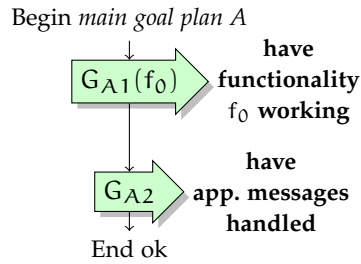 Begin main goal plan A
G_A1(f_0)
have
functionality
f_0 working
G_A2
have
app. messages
handled
End ok